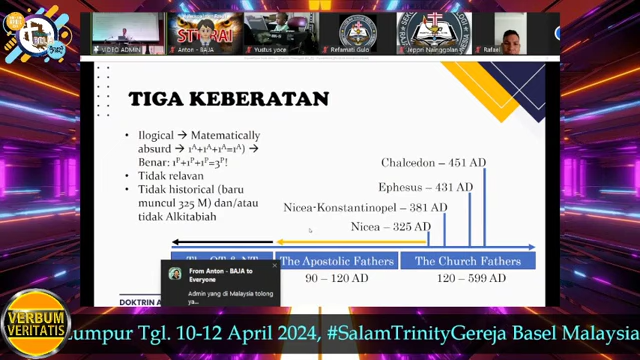 VIDEO ADMIN
Anton - BAJA
Yustus yoce
Refamati Gulo
Jeppri Nainggolan
Rafael
TIGA KEBERATAN
• Ilogical → Matematically
absurd → 1ᴬ+1ᴬ+1ᴬ=1ᴬ) →
Benar: 1ᴾ+1ᴾ+1ᴾ=3ᴾ!
• Tidak relavan
• Tidak historical (baru
muncul 325 M) dan/atau
tidak Alkitabiah
Chalcedon - 451 AD
Ephesus – 431 AD
Nicea-Konstantinopel – 381 AD
Nicea – 325 AD
The OT & NT
The Apostolic Fathers
The Church Fathers
90 – 120 AD
120 – 599 AD
From Anton - BAJA to
Everyone
Admin yang di Malaysia tolong
ya...
DOKTRIN A
VERBUM
VERITATIS
Lumpur Tgl. 10-12 April 2024, #SalamTrinityGereja Basel Malaysia